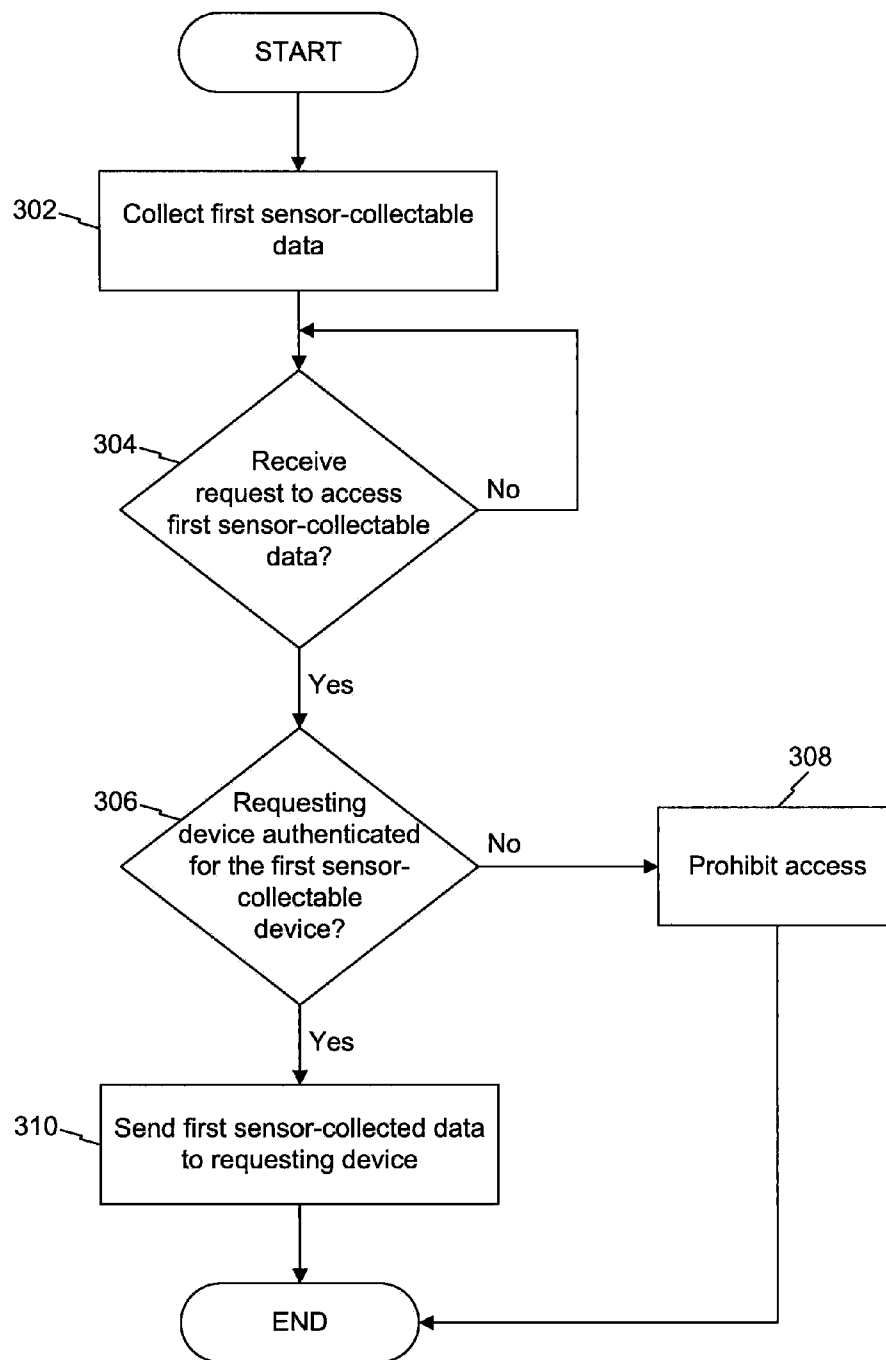 START
302
Collect first sensor-collectable
data
304
Receive
request to access
first sensor-collectable
data?
No
Yes
306
Requesting
device authenticated
for the first sensor-
collectable
device?
No
308
Prohibit access
Yes
310
Send first sensor-collected data
to requesting device
END